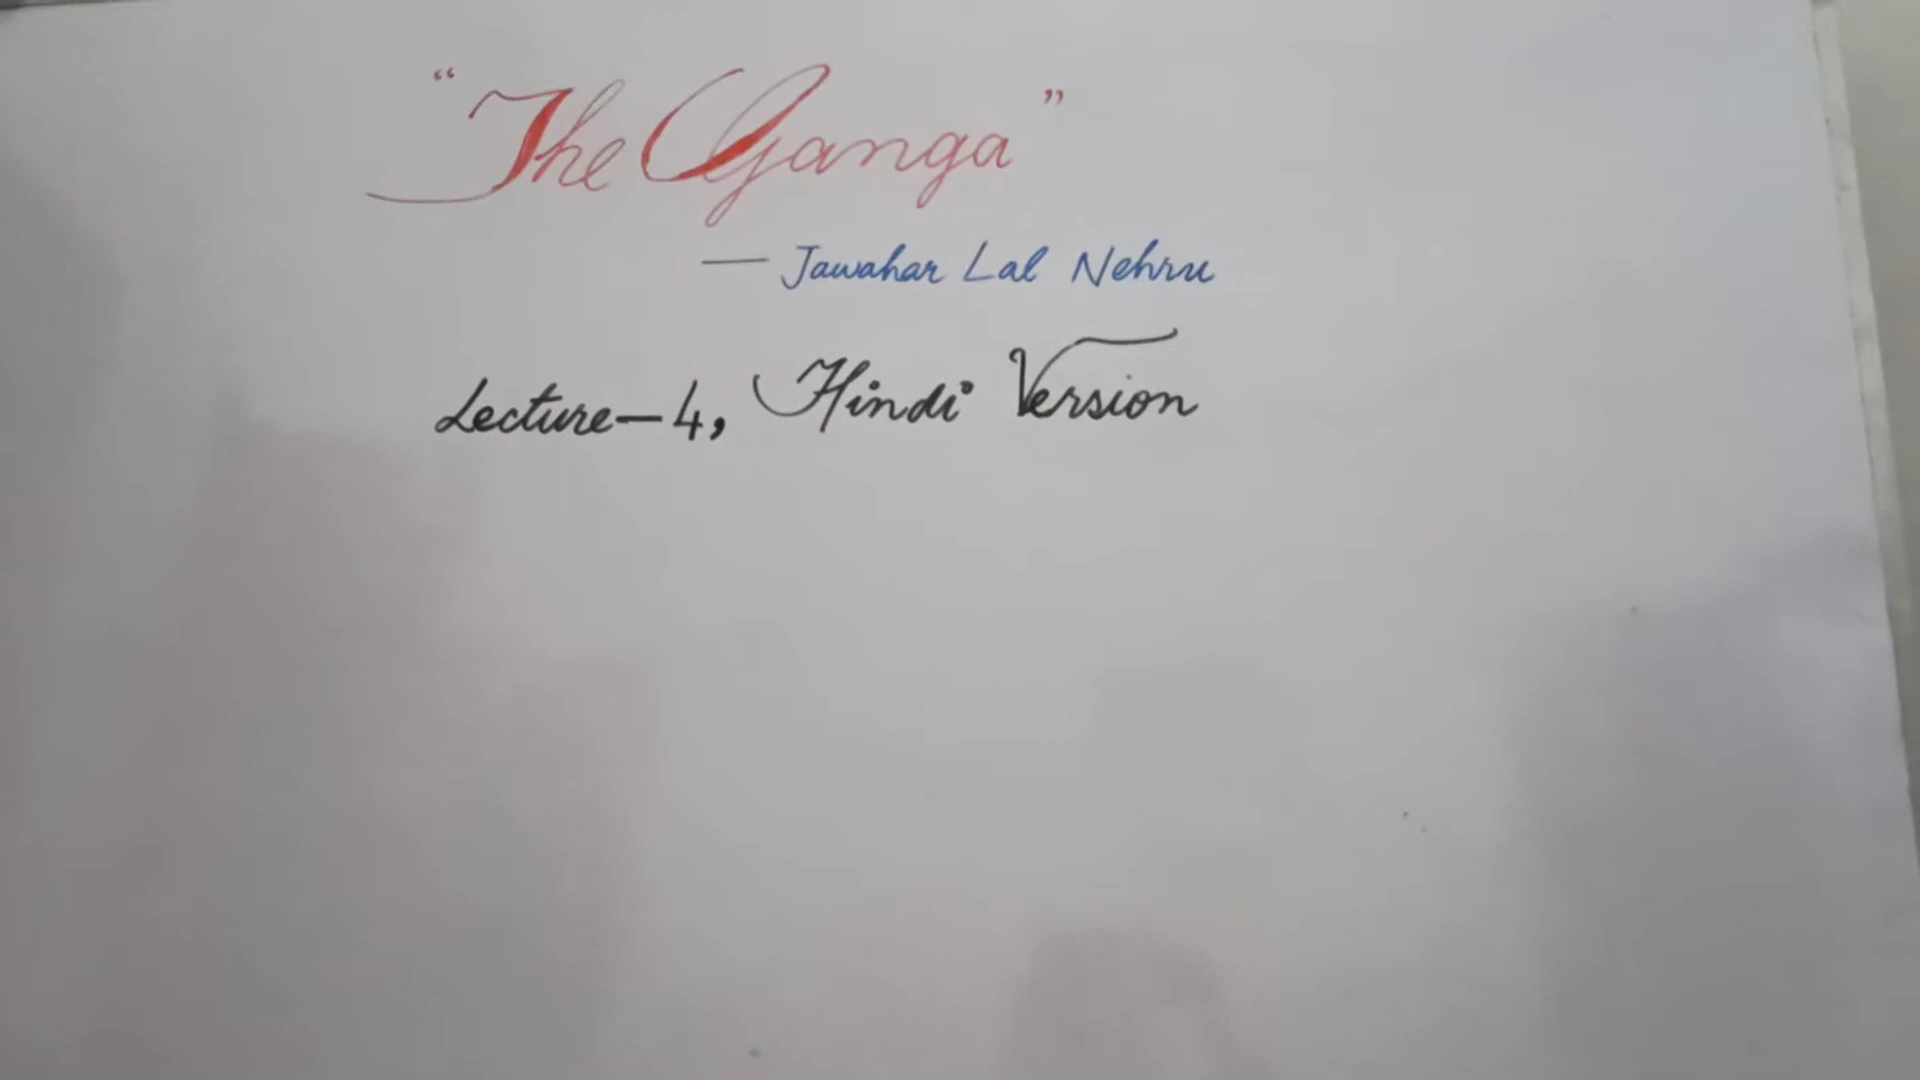 "The Ganga"
— Jawahar Lal Nehru
Lecture-4, Hindi Version